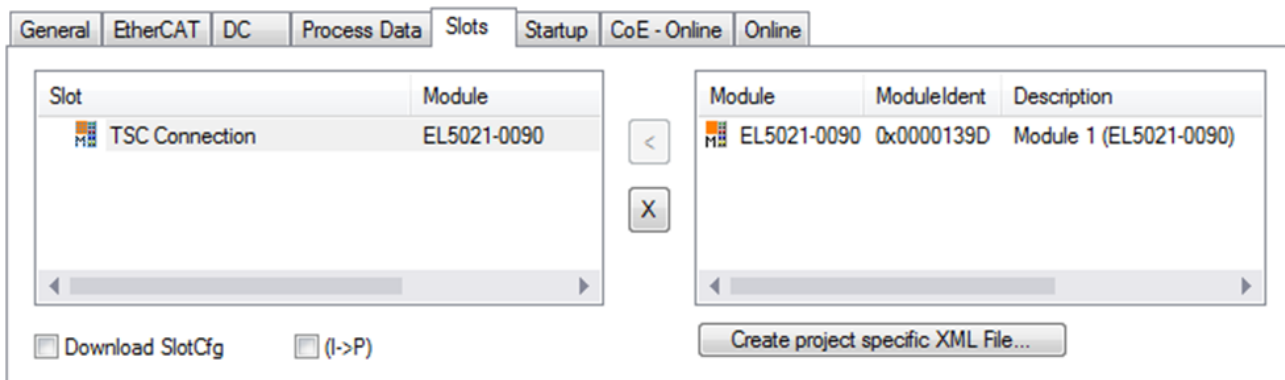 General EtherCAT DC Process Data Slots Startup CoE - Online Online
Slot Module
TSC Connection EL5021-0090
<
X
Module ModuleIdent Description
EL5021-0090 0x0000139D Module 1 (EL5021-0090)
Download SlotCfg (I->P)
Create project specific XML File...